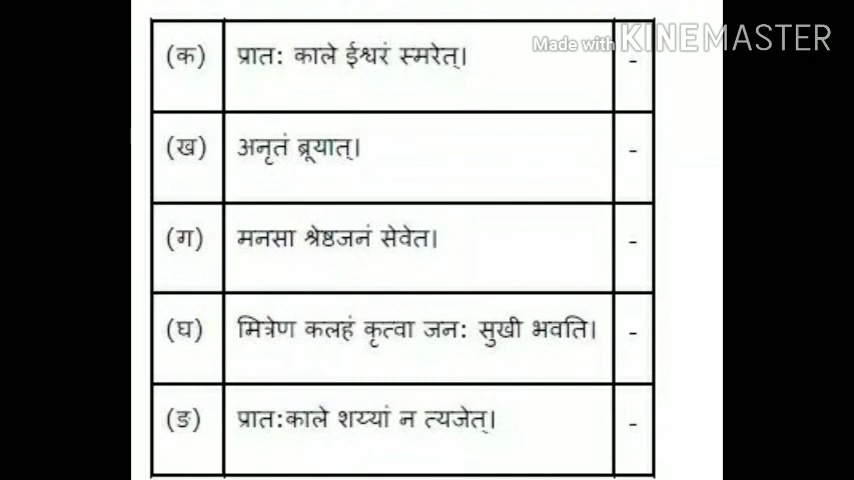 Made with KINEMASTER
(क) प्रात: काले ईश्वरं स्मरेत्। -
(ख) अनृतं ब्रूयात्। -
(ग) मनसा श्रेष्ठजनं सेवेत। -
(घ) मित्रेण कलहं कृत्वा जन: सुखी भवति। -
(ङ) प्रात:काले शय्यां न त्यजेत्। -